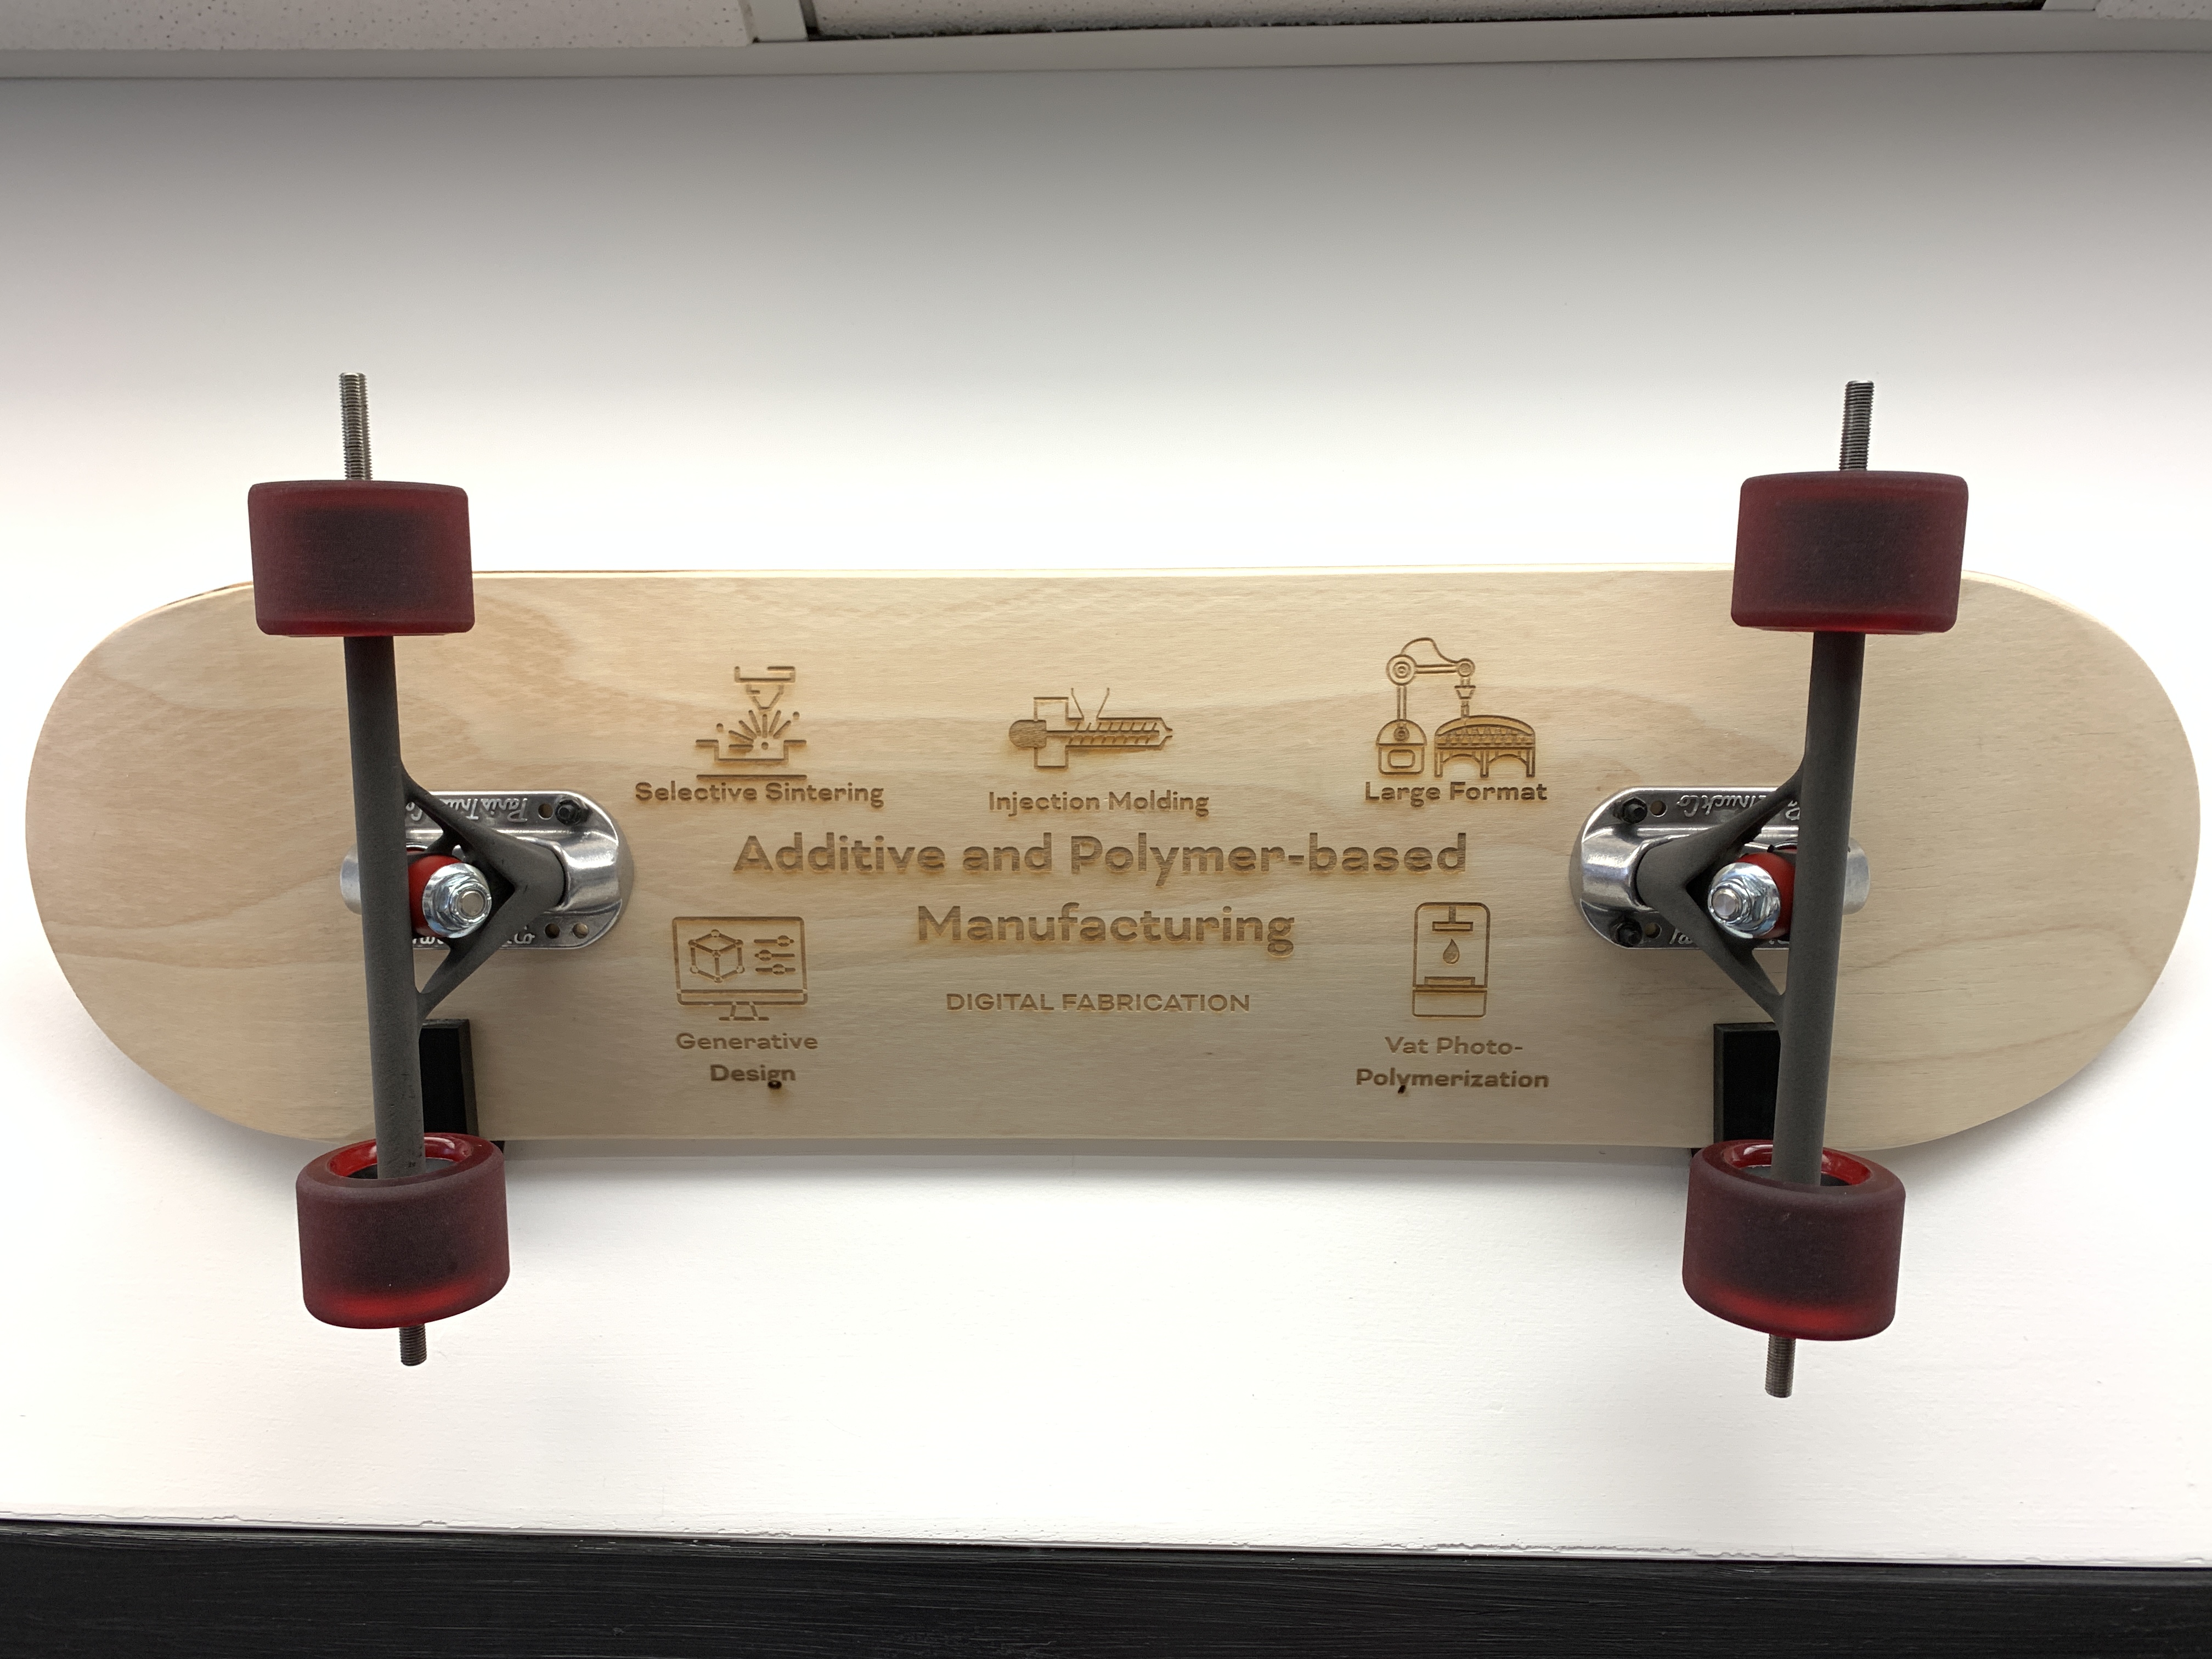 Selective Sintering
Injection Molding
Large Format
Additive and Polymer-based
Manufacturing
DIGITAL FABRICATION
Generative
Design
Vat Photo-
Polymerization